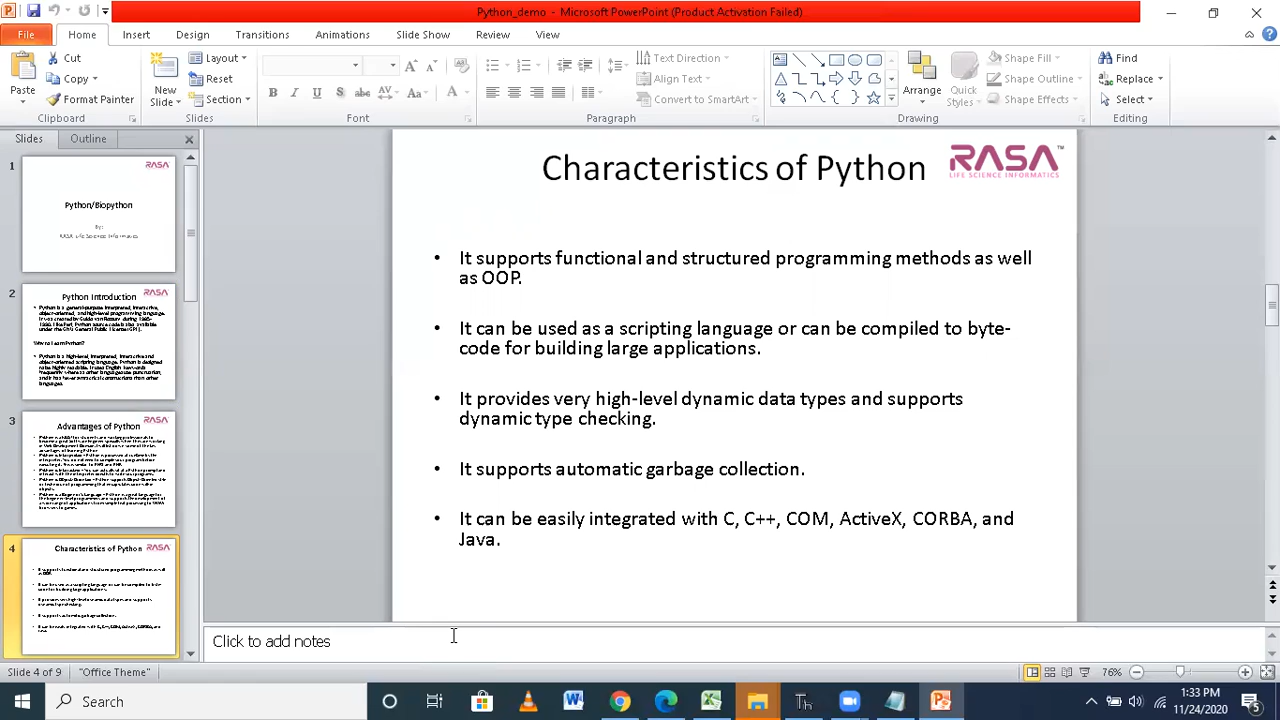 Python_demo - Microsoft PowerPoint (Product Activation Failed)
File Home Insert Design Transitions Animations Slide Show Review View
Paste
Cut
Copy
Format Painter
Clipboard
New Slide
Layout
Reset
Section
Slides
Font
Text Direction
Align Text
Convert to SmartArt
Paragraph
Arrange
Quick Styles
Shape Fill
Shape Outline
Shape Effects
Drawing
Find
Replace
Select
Editing
Slides Outline
1
RASA
Python/Biopython
By:
2
Python Introduction RASA
3
Advantages of Python RASA
4
Characteristics of Python RASA
Characteristics of Python
RASA™
LIFE SCIENCE INFORMATICS
• It supports functional and structured programming methods as well
as OOP.
• It can be used as a scripting language or can be compiled to byte-
code for building large applications.
• It provides very high-level dynamic data types and supports
dynamic type checking.
• It supports automatic garbage collection.
• It can be easily integrated with C, C++, COM, ActiveX, CORBA, and
Java.
Click to add notes
Slide 4 of 9 "Office Theme" 76%
Search
1:33 PM
11/24/2020